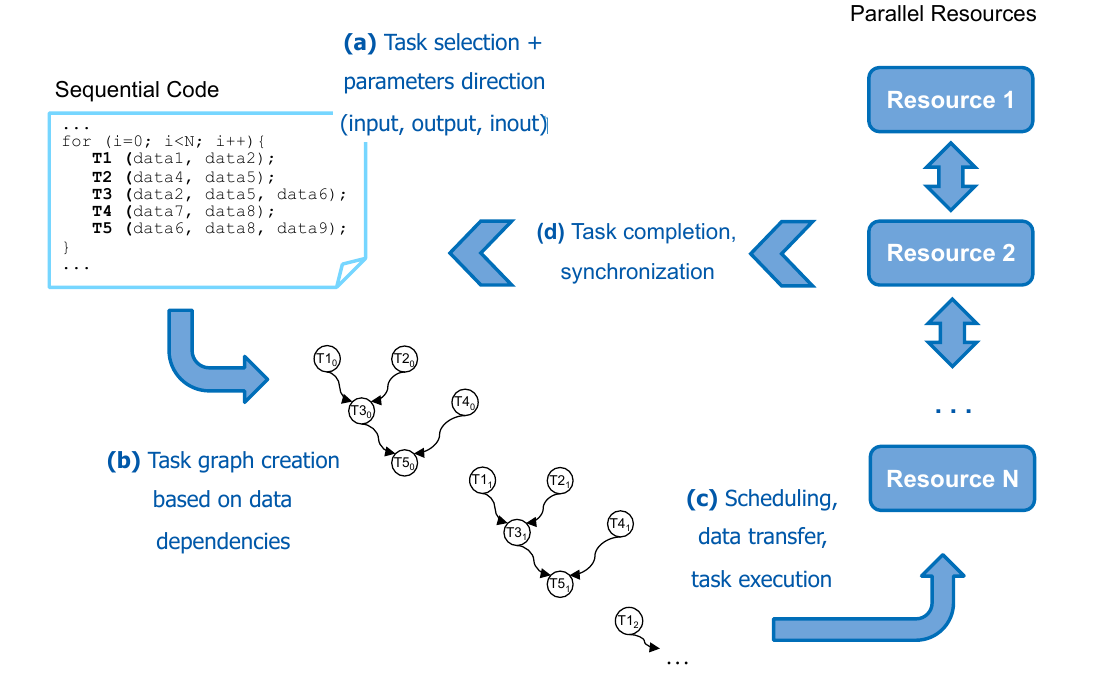 Parallel Resources
(a) Task selection +
parameters direction
(input, output, inout)
Sequential Code
...
for (i=0; i<N; i++){
T1 (data1, data2);
T2 (data4, data5);
T3 (data2, data5, data6);
T4 (data7, data8);
T5 (data6, data8, data9);
}
...
Resource 1
(d) Task completion,
synchronization
Resource 2
...
Resource N
T1₀
T2₀
T3₀
T4₀
T5₀
(b) Task graph creation
based on data
dependencies
T1₁
T2₁
T3₁
T4₁
T5₁
T1₂
...
(c) Scheduling,
data transfer,
task execution